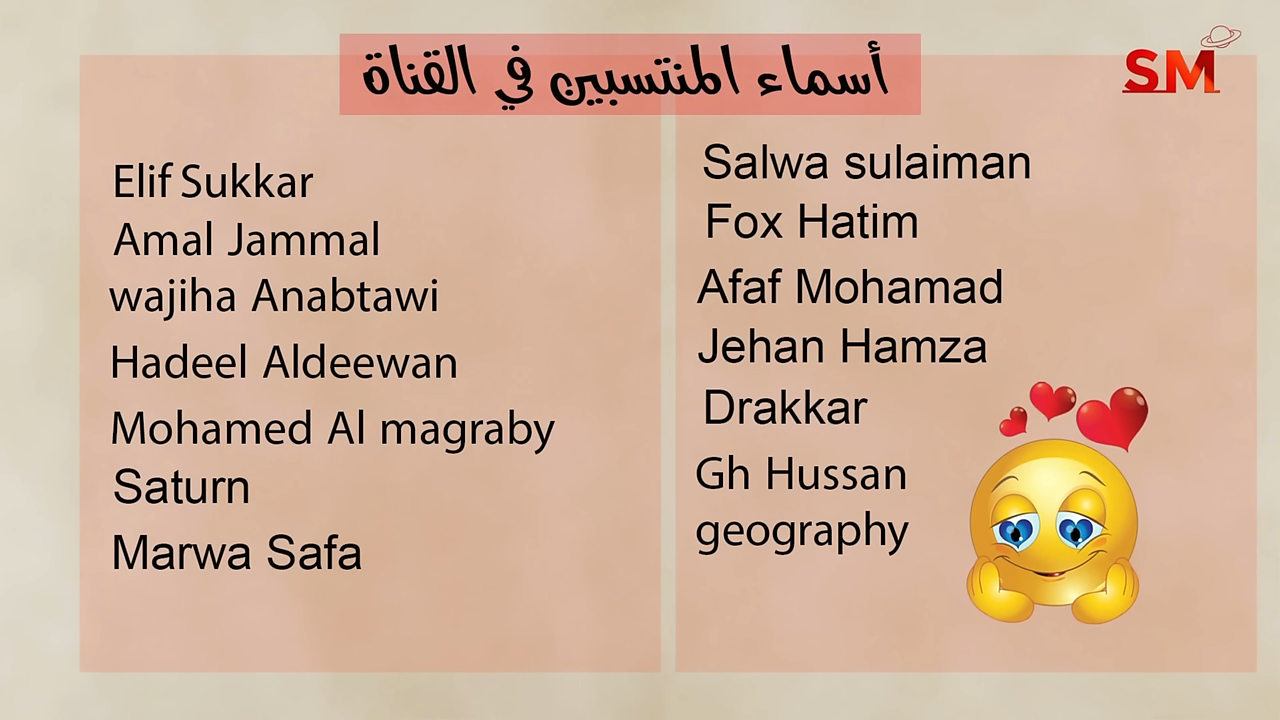 أسماء المنتسبين في القناة
SM
Elif Sukkar
Amal Jammal
wajiha Anabtawi
Hadeel Aldeewan
Mohamed Al magraby
Saturn
Marwa Safa
Salwa sulaiman
Fox Hatim
Afaf Mohamad
Jehan Hamza
Drakkar
Gh Hussan
geography